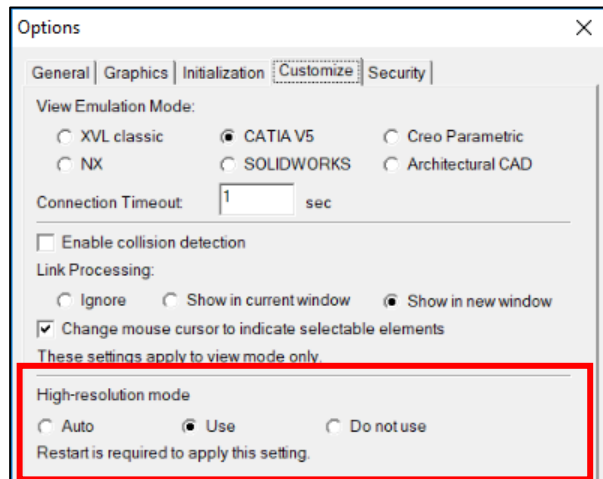 Options
General Graphics Initialization Customize Security
View Emulation Mode:
XVL classic CATIA V5 Creo Parametric
NX SOLIDWORKS Architectural CAD
Connection Timeout: 1 sec
Enable collision detection
Link Processing:
Ignore Show in current window Show in new window
Change mouse cursor to indicate selectable elements
These settings apply to view mode only.
High-resolution mode
Auto Use Do not use
Restart is required to apply this setting.